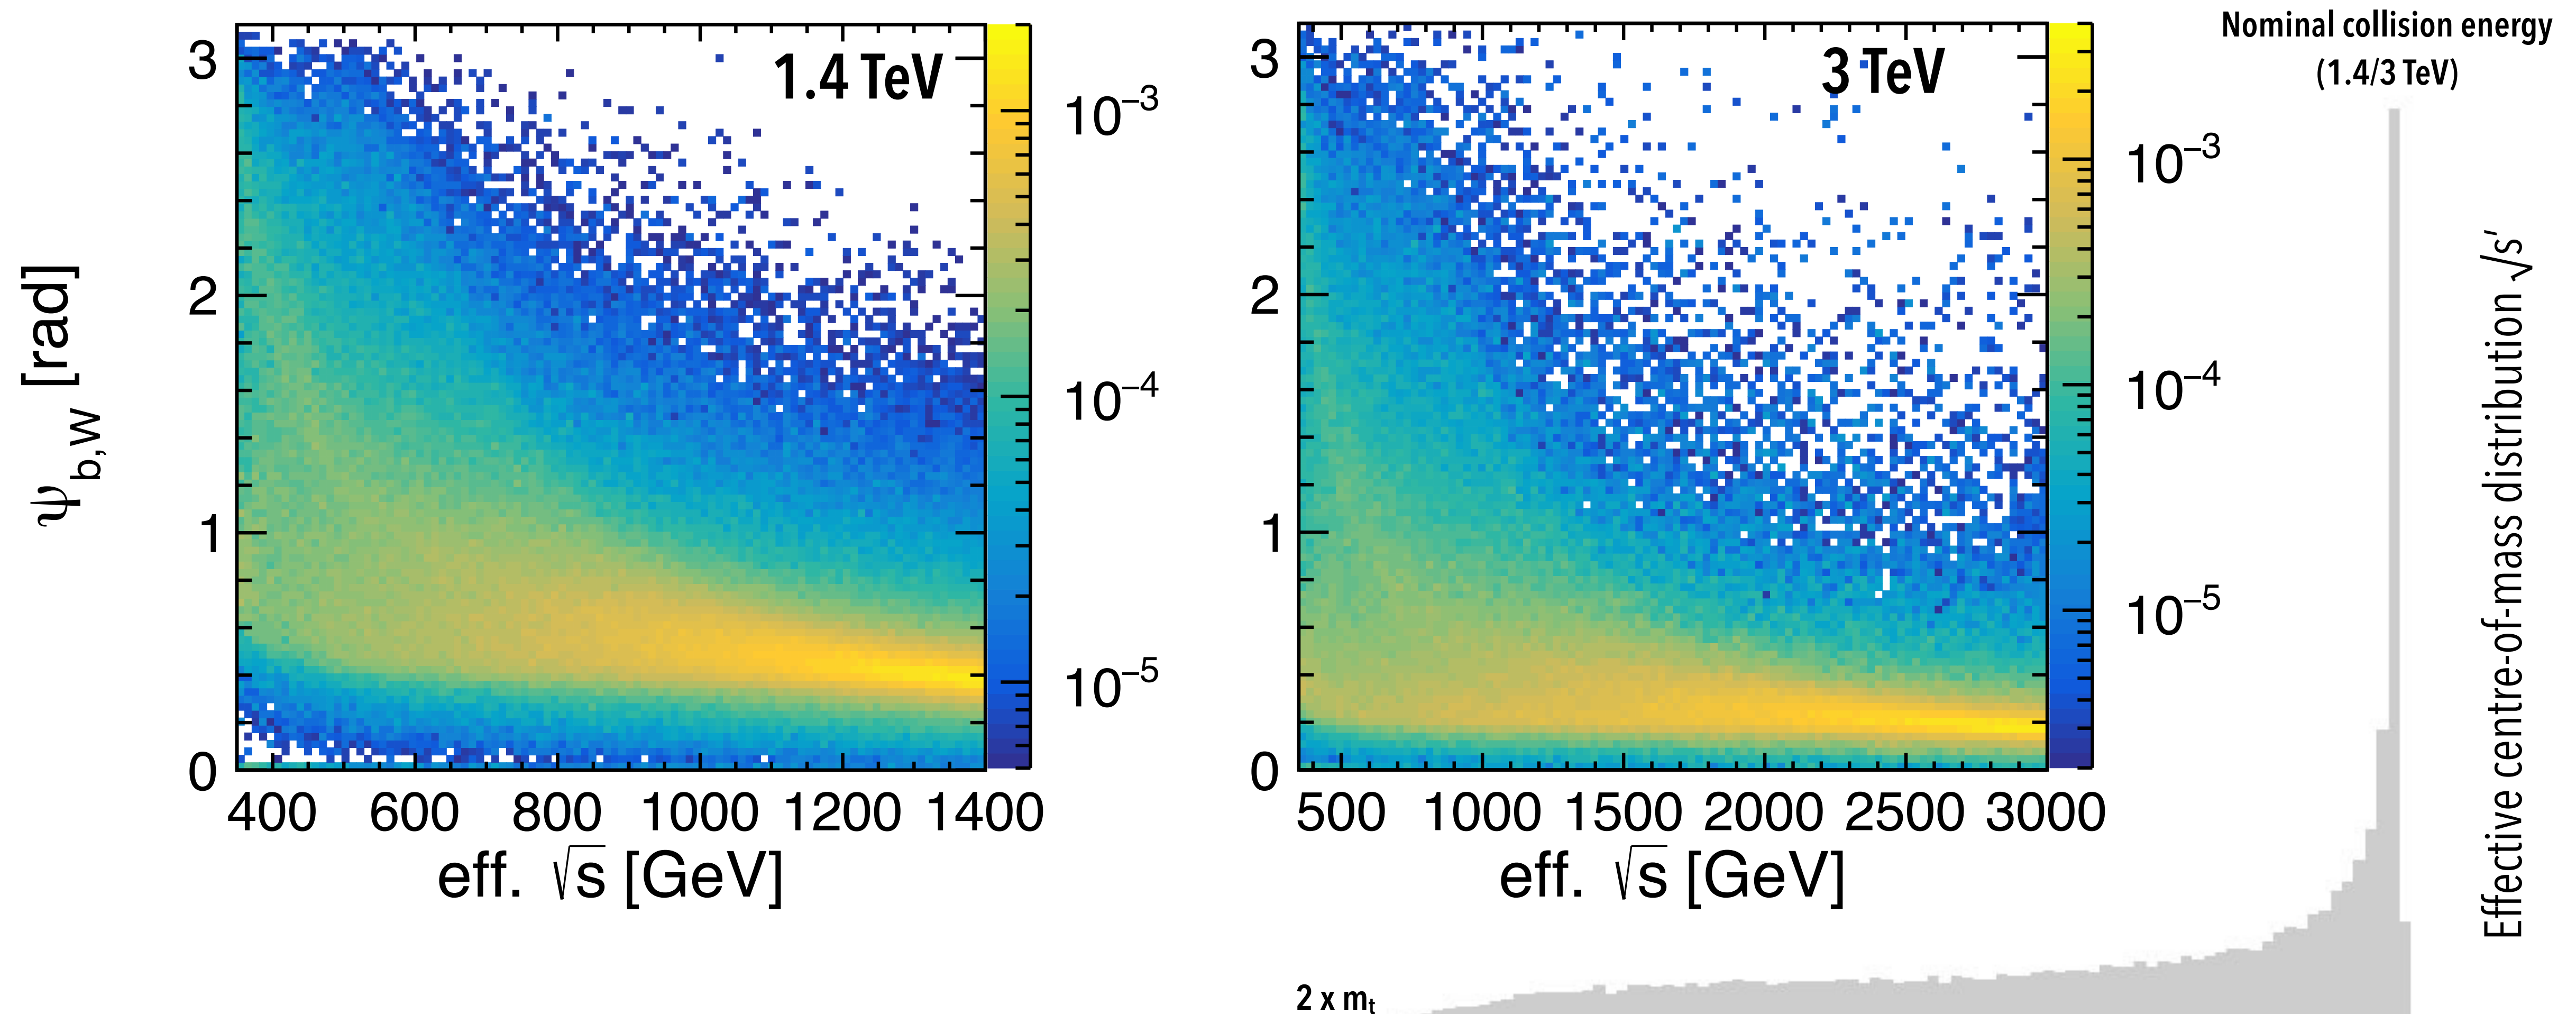 1.4 TeV
3
2
1
0
ψb,W [rad]
400 600 800 1000 1200 1400
eff. √s [GeV]
10⁻³
10⁻⁴
10⁻⁵
3 TeV
3
2
1
0
500 1000 1500 2000 2500 3000
eff. √s [GeV]
10⁻³
10⁻⁴
10⁻⁵
Nominal collision energy
(1.4/3 TeV)
Effective centre-of-mass distribution √s'
2 x mt